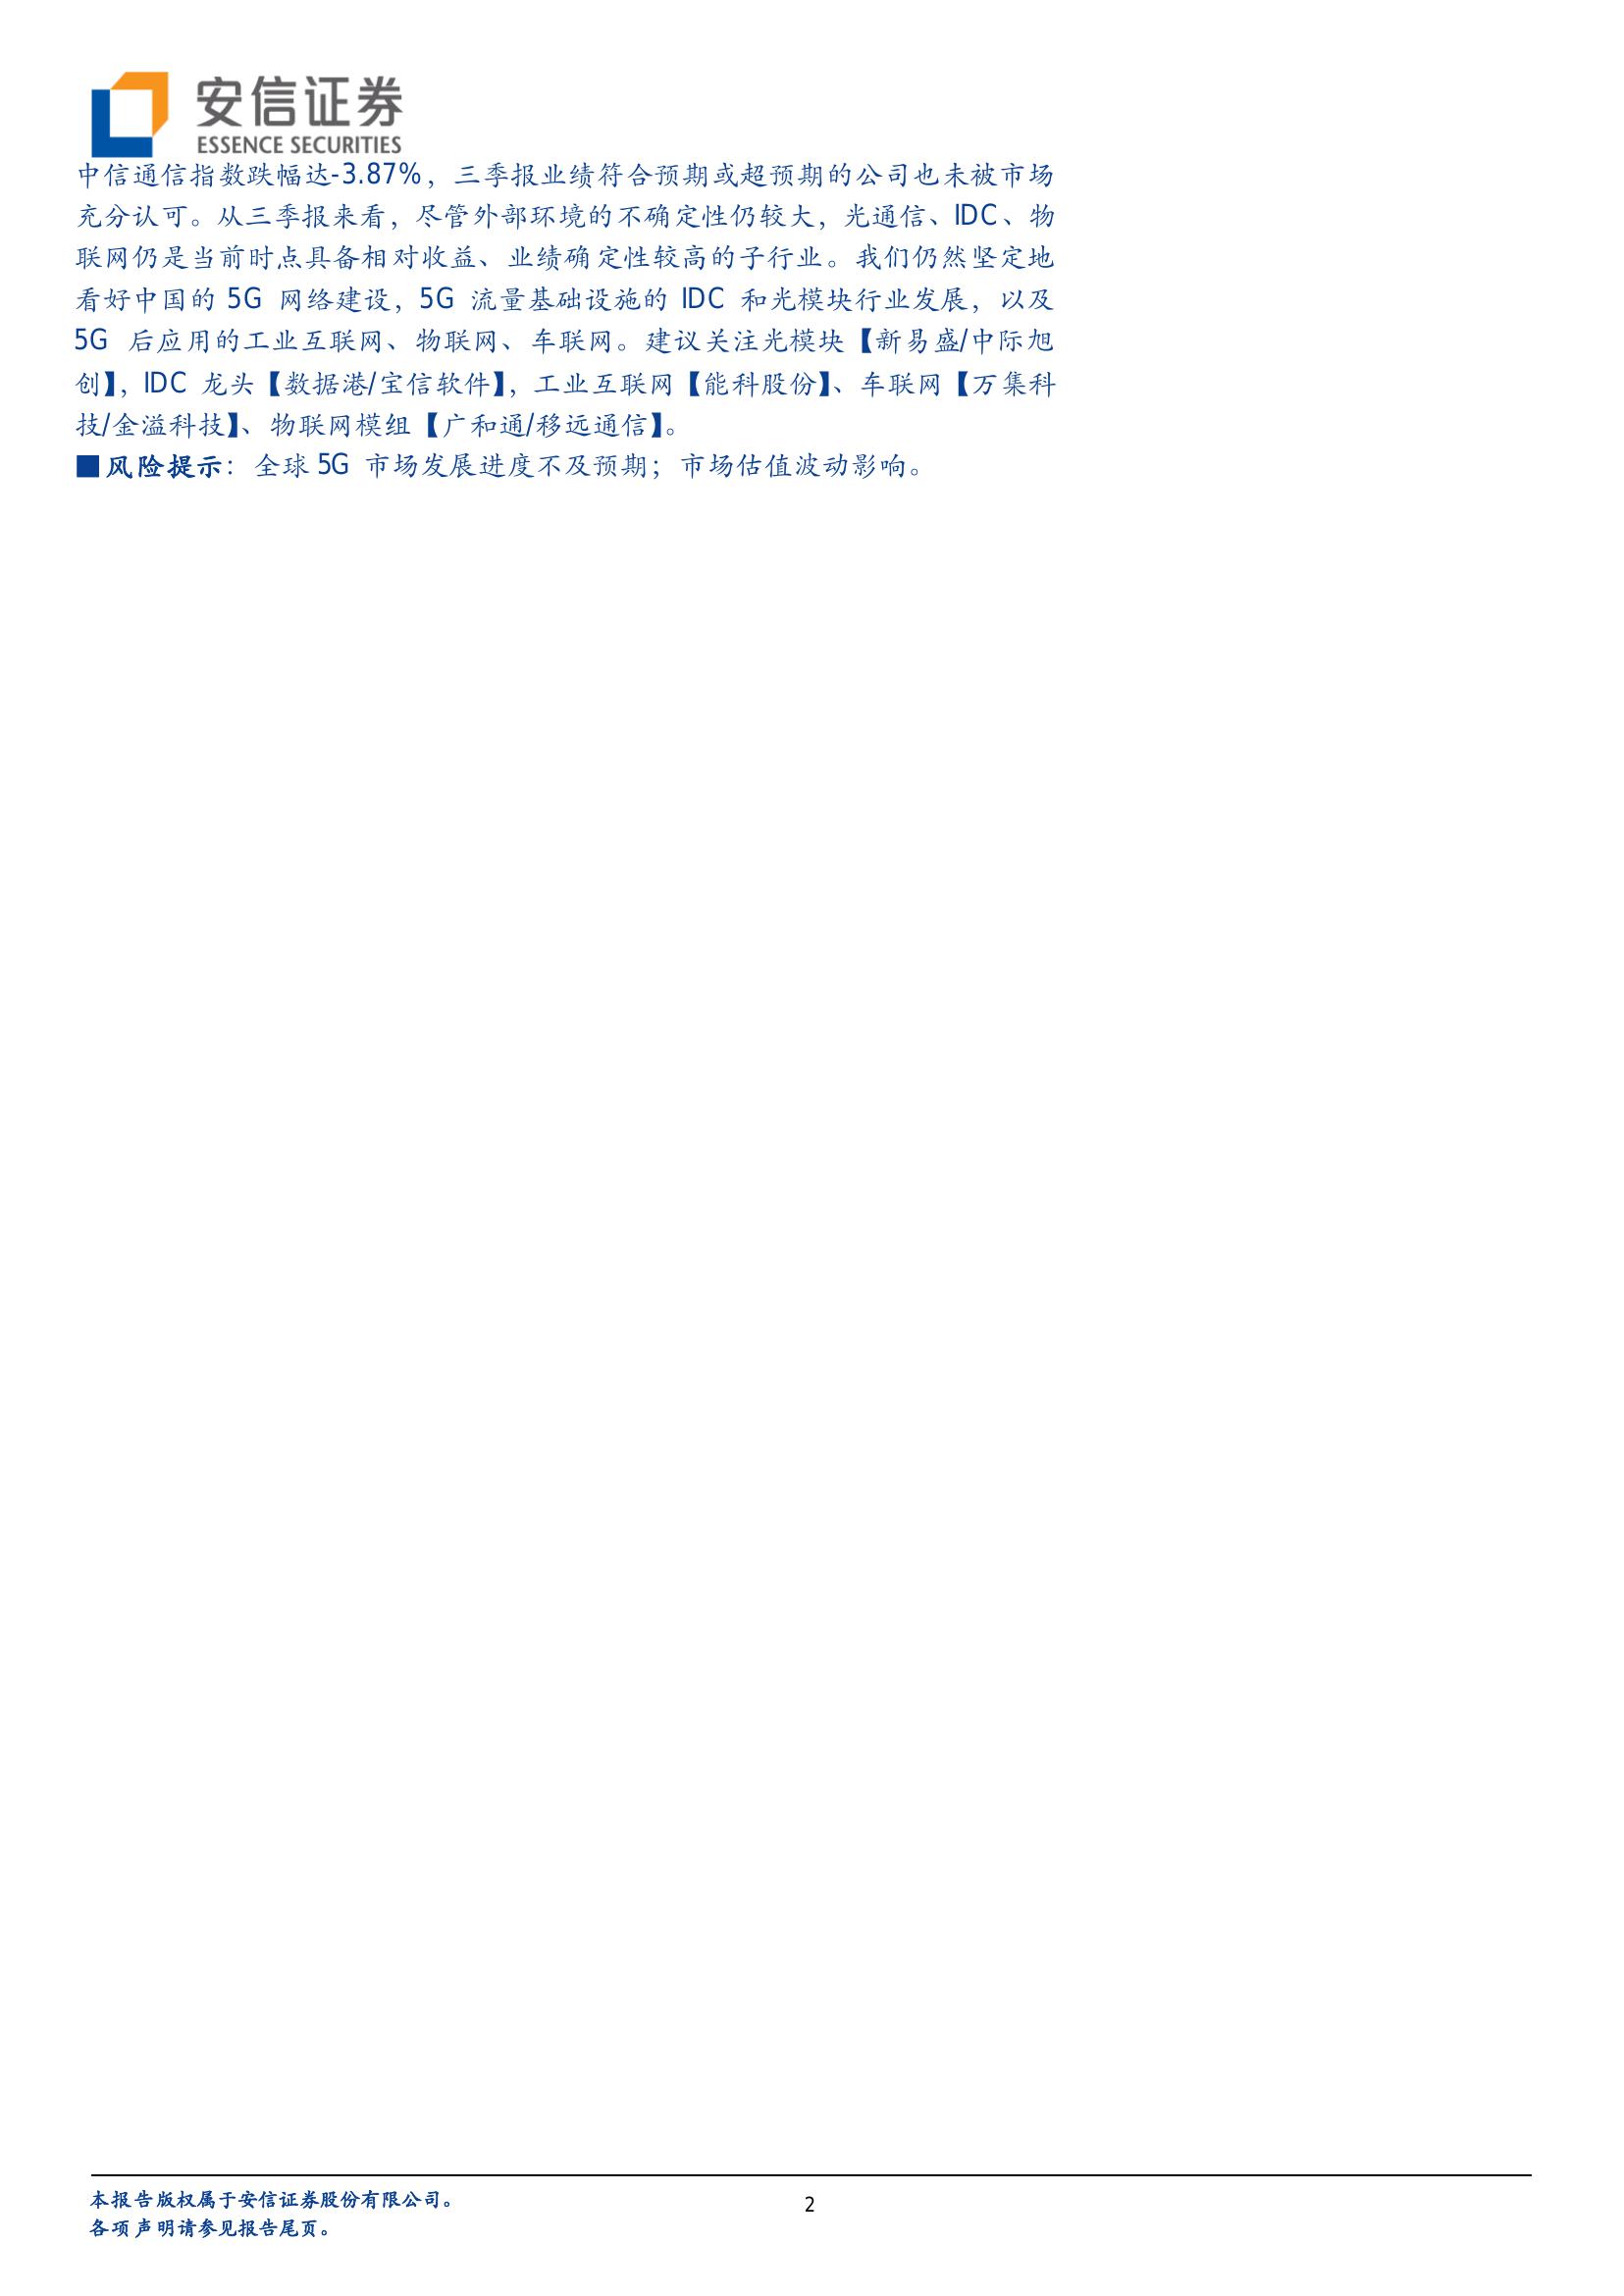 安信证券
ESSENCE SECURITIES
中信通信指数跌幅达-3.87%，三季报业绩符合预期或超预期的公司也未被市场
充分认可。从三季报来看，尽管外部环境的不确定性仍较大，光通信、IDC、物
联网仍是当前时点具备相对收益、业绩确定性较高的子行业。我们仍然坚定地
看好中国的 5G 网络建设，5G 流量基础设施的 IDC 和光模块行业发展，以及
5G 后应用的工业互联网、物联网、车联网。建议关注光模块【新易盛/中际旭
创】，IDC 龙头【数据港/宝信软件】，工业互联网【能科股份】、车联网【万集科
技/金溢科技】、物联网模组【广和通/移远通信】。
■风险提示：全球 5G 市场发展进度不及预期；市场估值波动影响。
本报告版权属于安信证券股份有限公司。
各项声明请参见报告尾页。
2